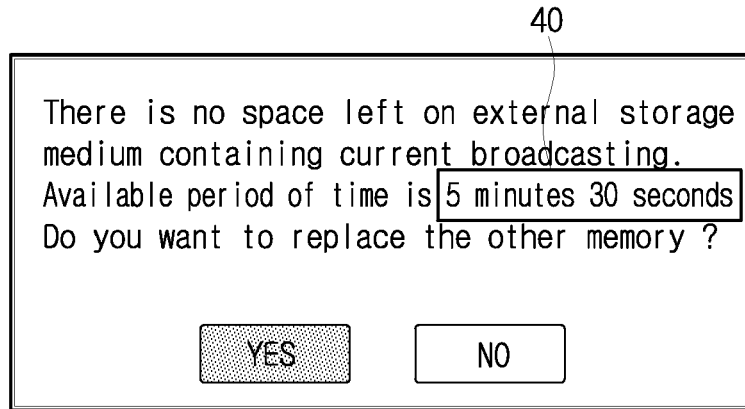 40
There is no space left on external storage
medium containing current broadcasting.
Available period of time is 5 minutes 30 seconds
Do you want to replace the other memory ?
YES
NO